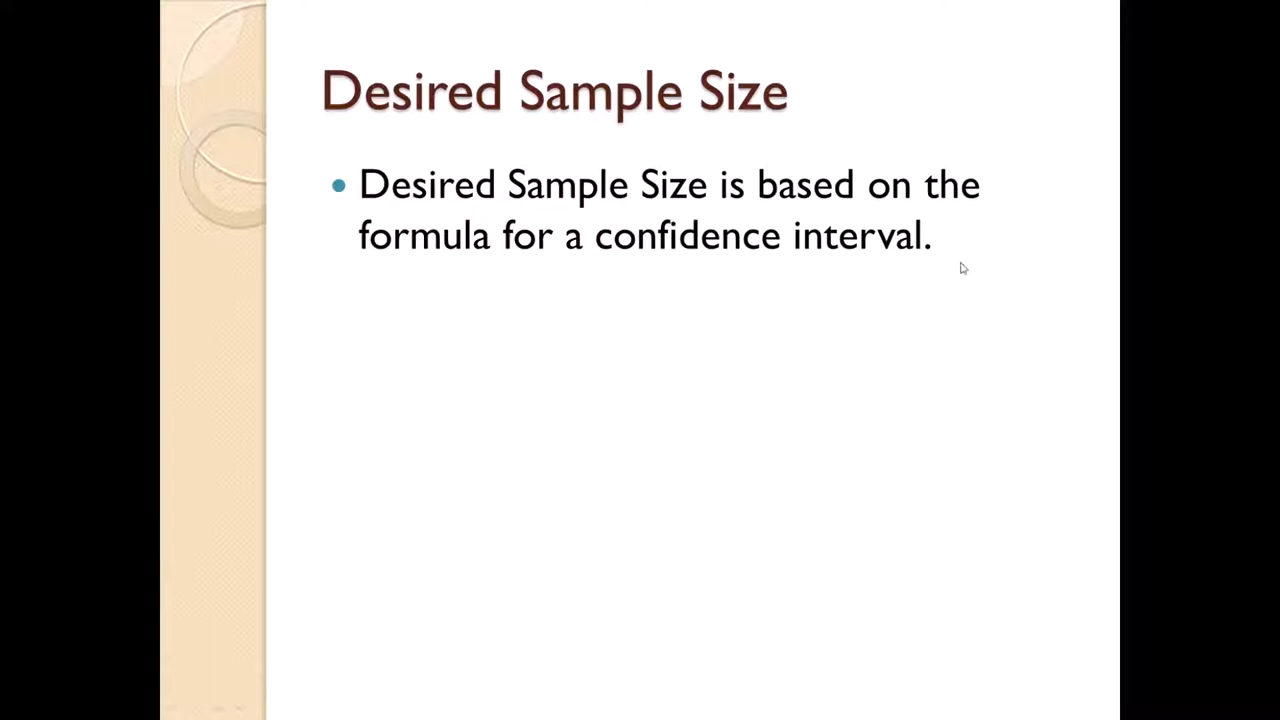 Desired Sample Size
• Desired Sample Size is based on the
formula for a confidence interval.